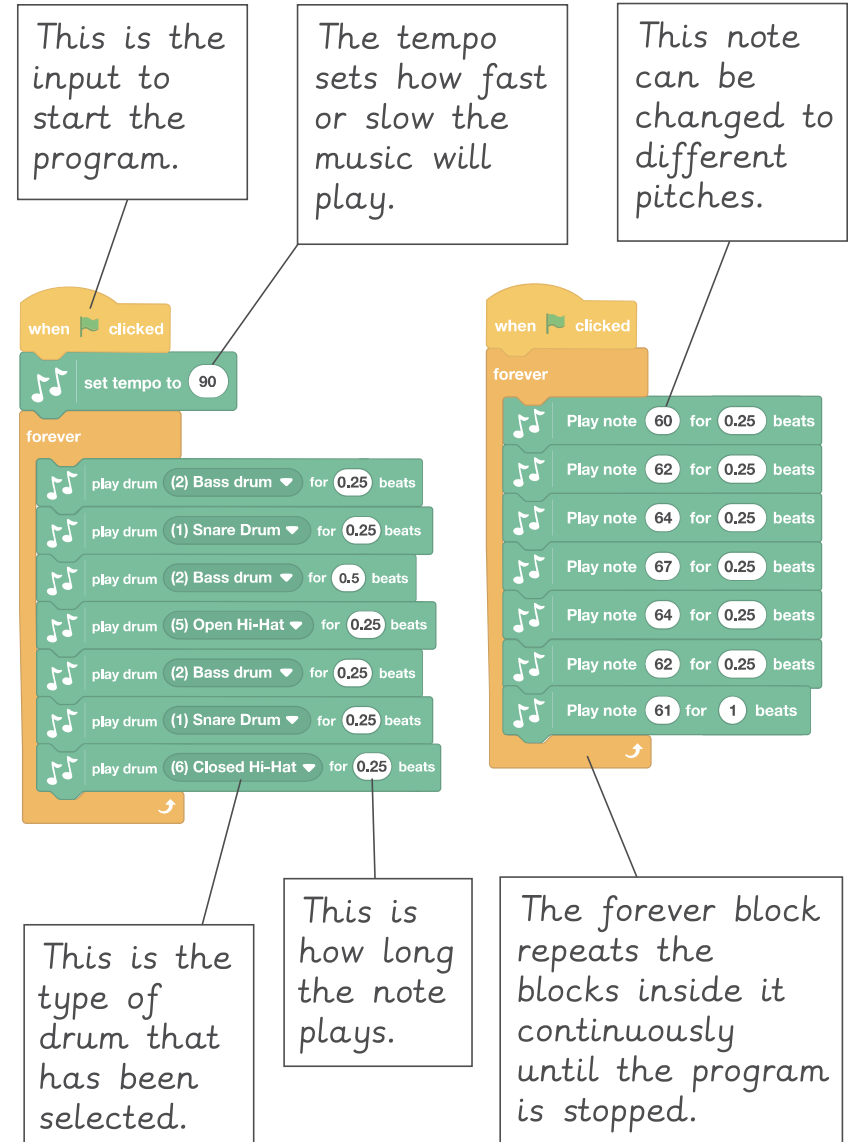 This is the
input to
start the
program.
The tempo
sets how fast
or slow the
music will
play.
This note
can be
changed to
different
pitches.
when clicked
set tempo to 90
forever
play drum (2) Bass drum for 0.25 beats
play drum (1) Snare Drum for 0.25 beats
play drum (2) Bass drum for 0.5 beats
play drum (5) Open Hi-Hat for 0.25 beats
play drum (2) Bass drum for 0.25 beats
play drum (1) Snare Drum for 0.25 beats
play drum (6) Closed Hi-Hat for 0.25 beats
when clicked
forever
Play note 60 for 0.25 beats
Play note 62 for 0.25 beats
Play note 64 for 0.25 beats
Play note 67 for 0.25 beats
Play note 64 for 0.25 beats
Play note 62 for 0.25 beats
Play note 61 for 1 beats
This is the
type of
drum that
has been
selected.
This is
how long
the note
plays.
The forever block
repeats the
blocks inside it
continuously
until the program
is stopped.